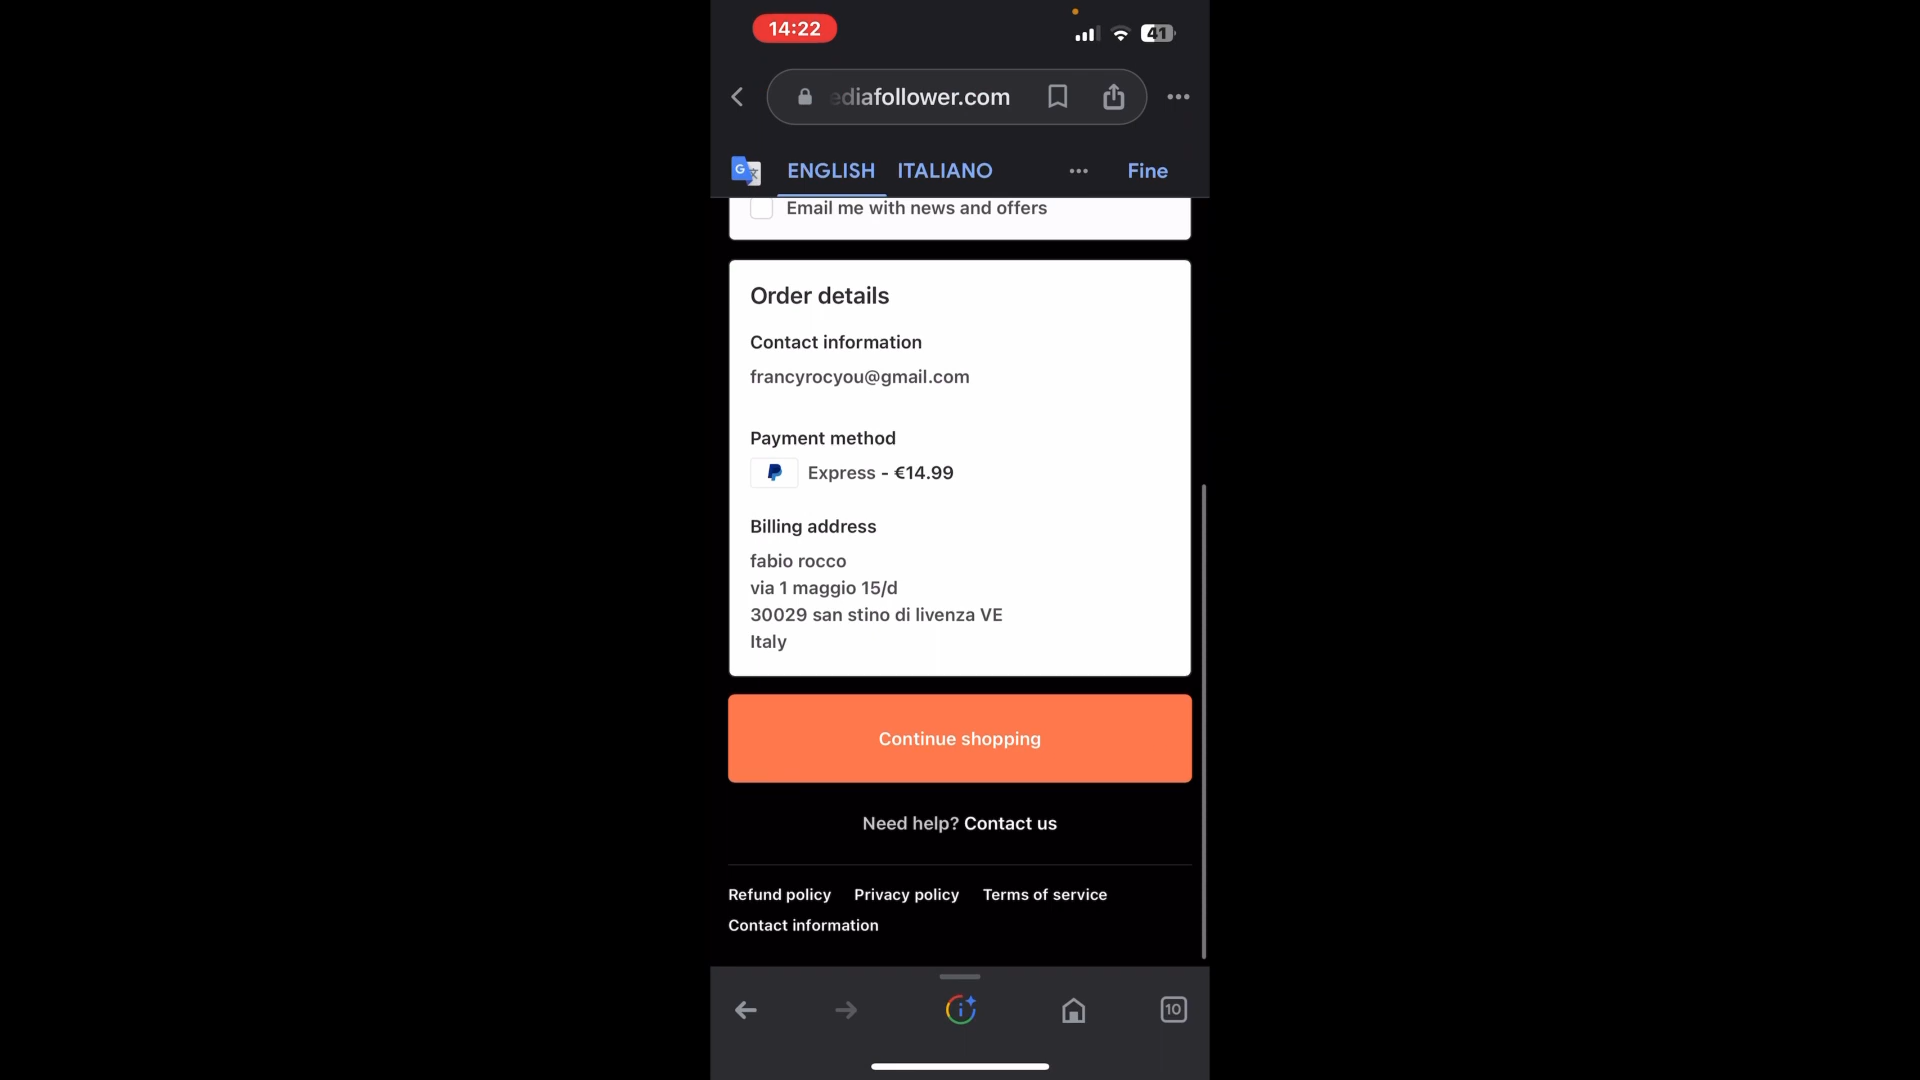 14:22
41
ediafollower.com
ENGLISH ITALIANO Fine
Email me with news and offers
Order details
Contact information
francyrocyou@gmail.com
Payment method
Express - €14.99
Billing address
fabio rocco
via 1 maggio 15/d
30029 san stino di livenza VE
Italy
Continue shopping
Need help? Contact us
Refund policy Privacy policy Terms of service
Contact information
10